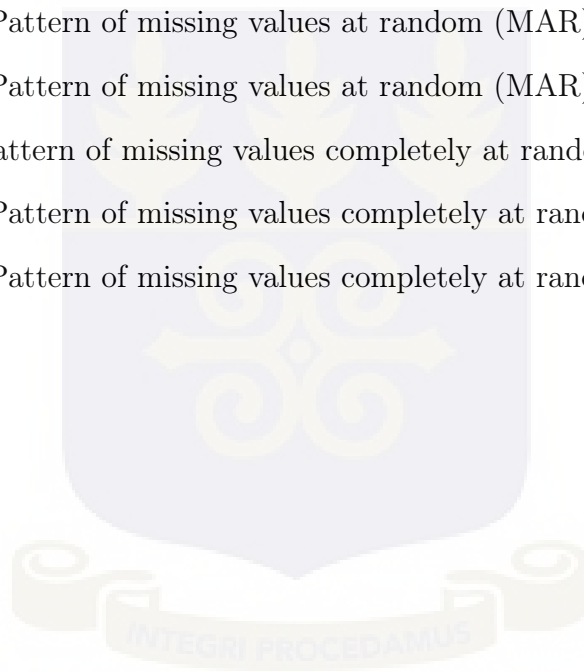 Pattern of missing values at random (MAR)
Pattern of missing values at random (MAR)
attern of missing values completely at rand
Pattern of missing values completely at ran
Pattern of missing values completely at ran
INTEGRI PROCEDAMUS